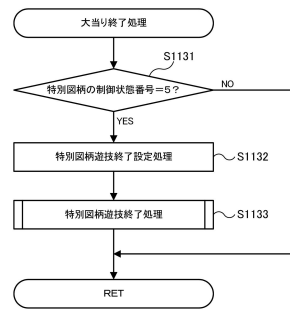 大当り終了処理
S1131
特別図柄の制御状態番号=5?
NO
YES
特別図柄遊技終了設定処理
S1132
特別図柄遊技終了処理
S1133
RET